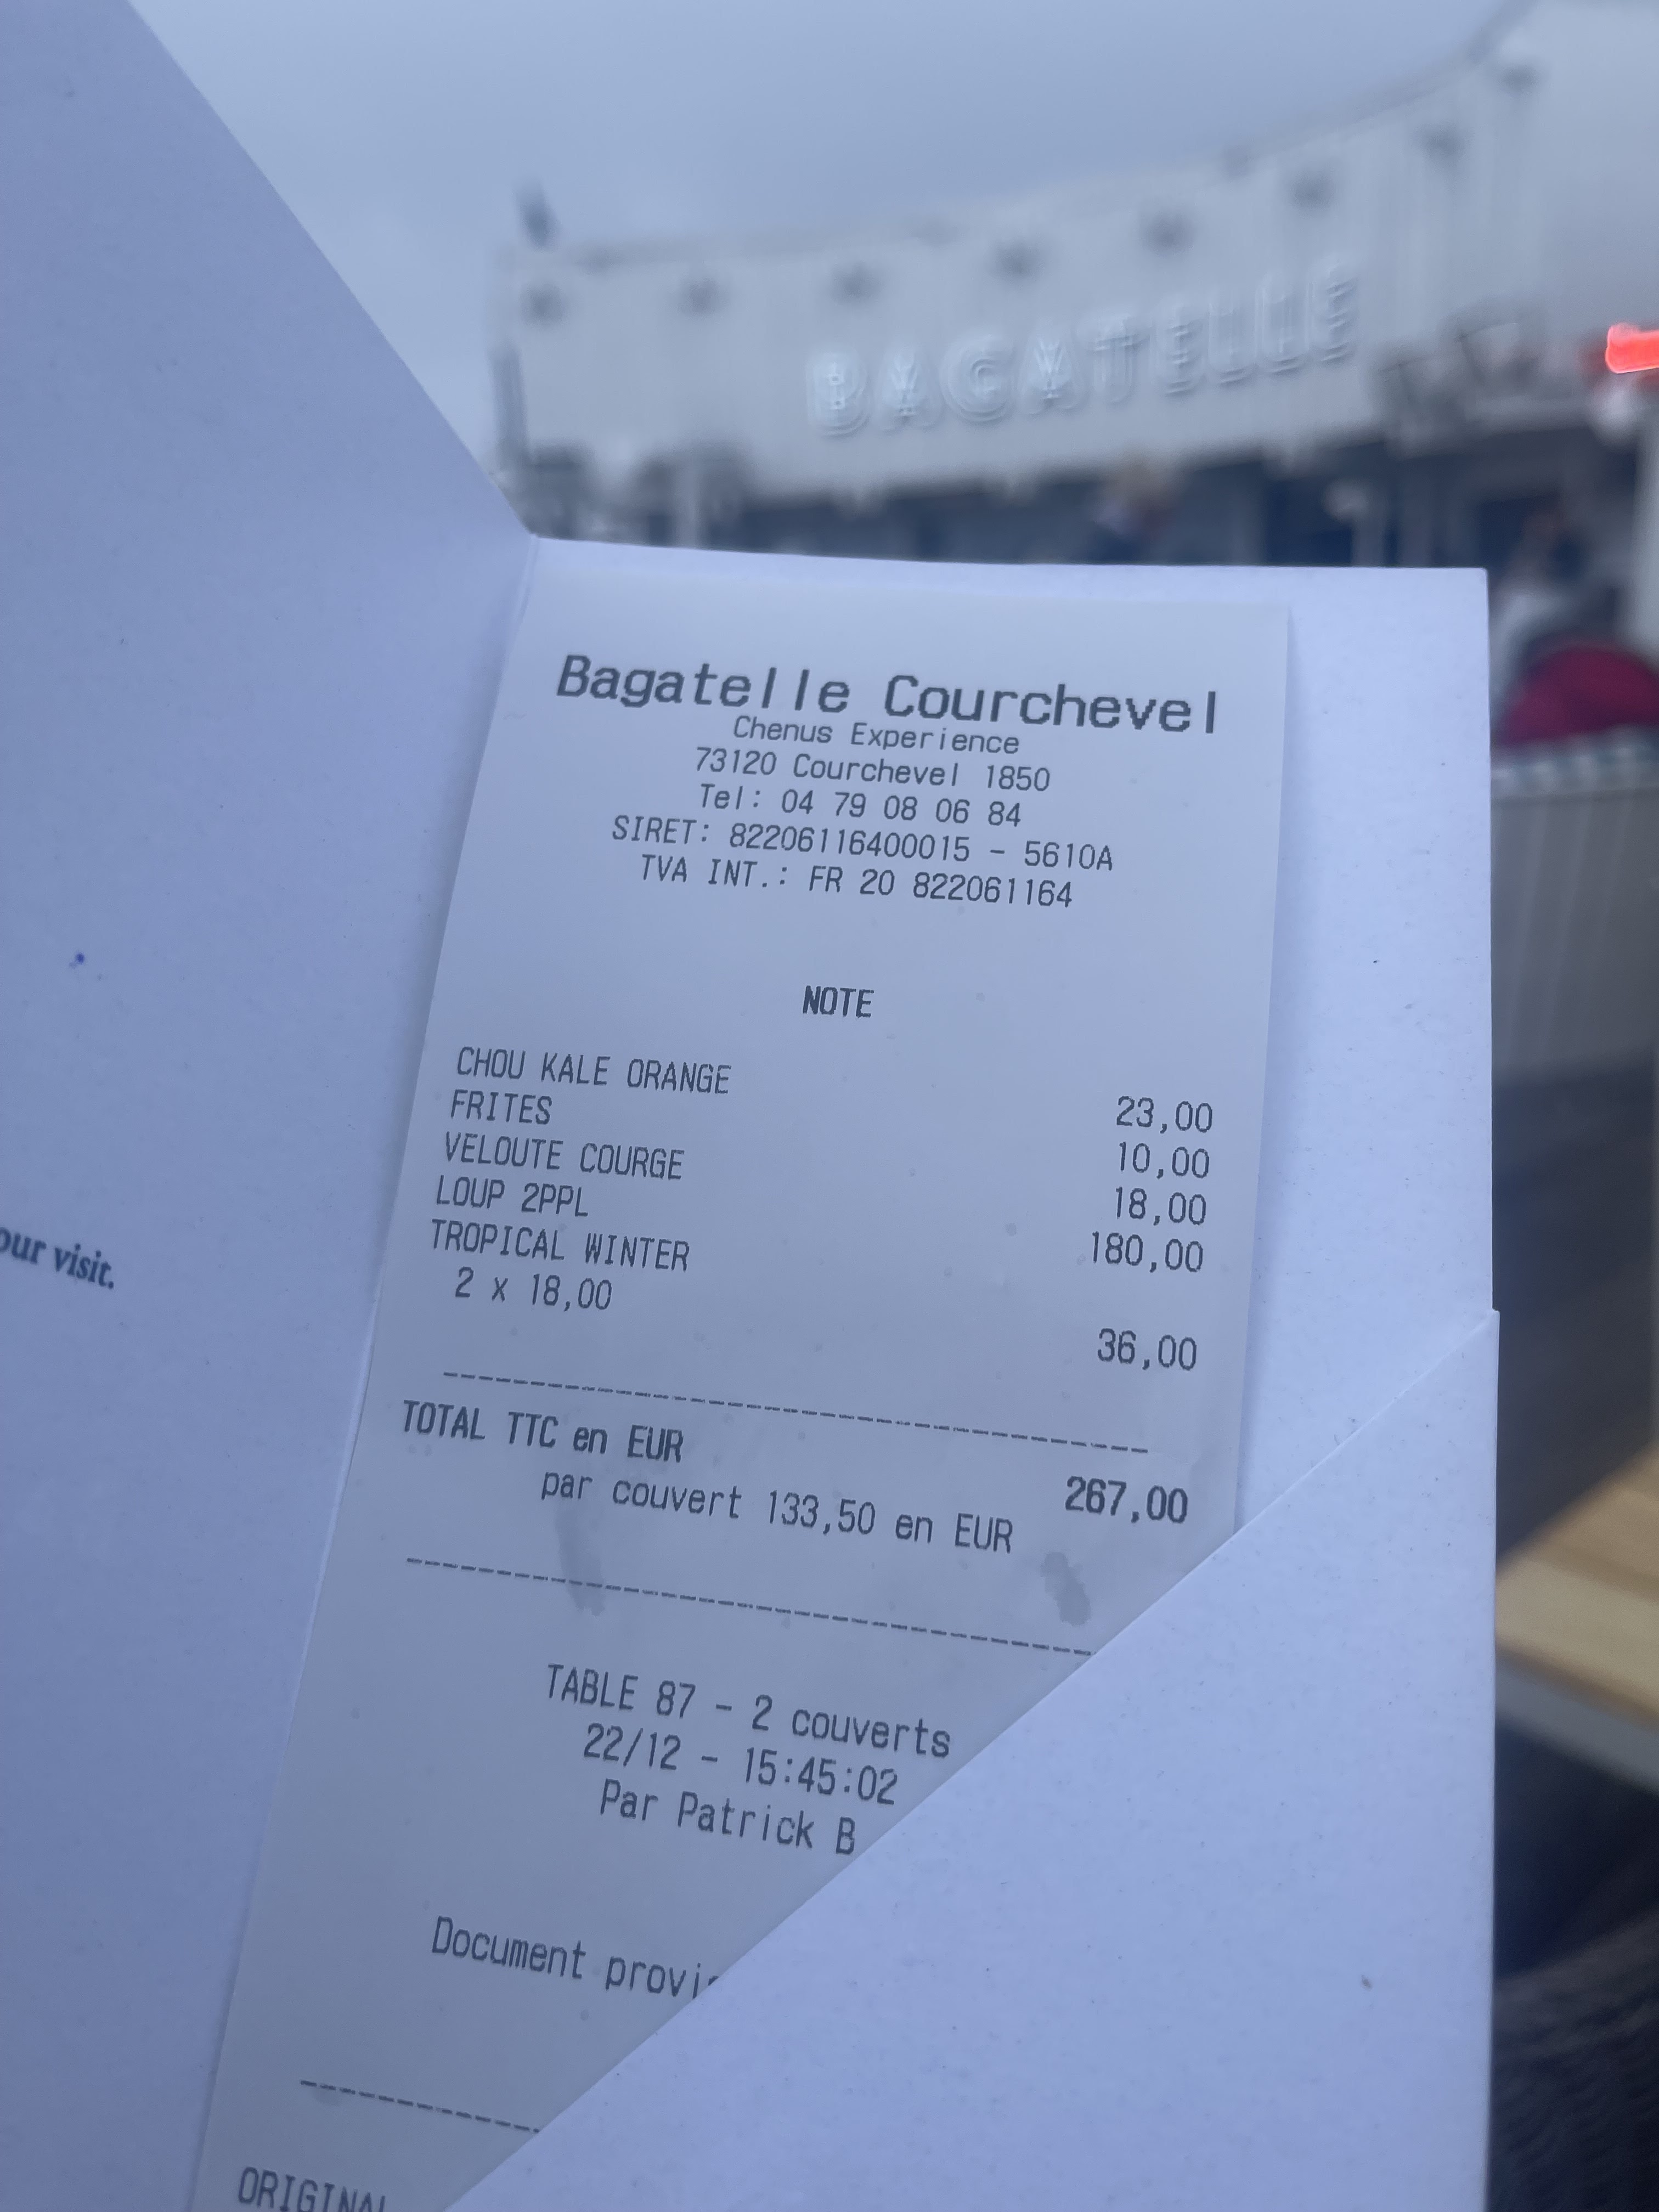 BAGATELLE
our visit.
Bagatelle Courchevel
Chenus Experience
73120 Courchevel 1850
Tel: 04 79 08 06 84
SIRET: 82206116400015 - 5610A
TVA INT.: FR 20 822061164
NOTE
CHOU KALE ORANGE 23,00
FRITES 10,00
VELOUTE COURGE 18,00
LOUP 2PPL 180,00
TROPICAL WINTER
2 x 18,00 36,00
TOTAL TTC en EUR 267,00
par couvert 133,50 en EUR
TABLE 87 - 2 couverts
22/12 - 15:45:02
Par Patrick B
Document provi
ORIGINAL